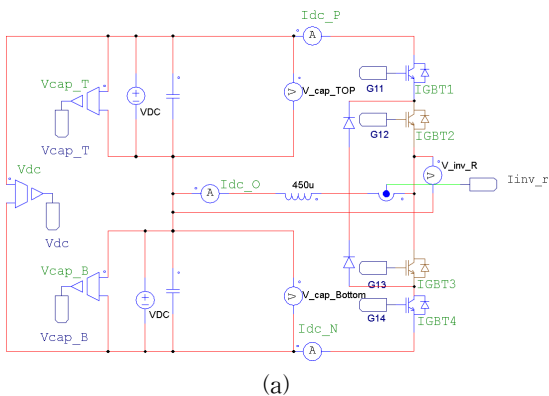 Idc_P
A
Vcap_T
VDC
V
V_cap_TOP
G11
IGBT1
G12
IGBT2
Vcap_T
Vdc
V
V_inv_R
A
Idc_O
450u
Iinv_r
Vdc
Vcap_B
VDC
V
V_cap_Bottom
G13
IGBT3
G14
IGBT4
Vcap_B
Idc_N
A
(a)